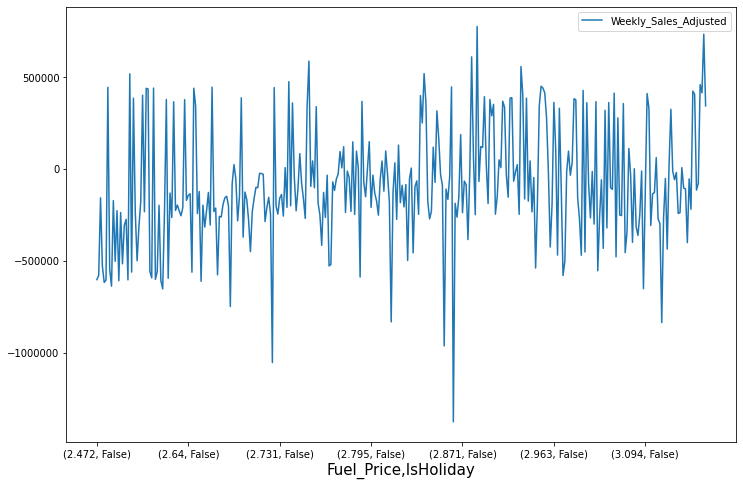 Weekly_Sales_Adjusted
500000
0
−500000
−1000000
(2.472, False) (2.64, False) (2.731, False) (2.795, False) (2.871, False) (2.963, False) (3.094, False)
Fuel_Price,IsHoliday